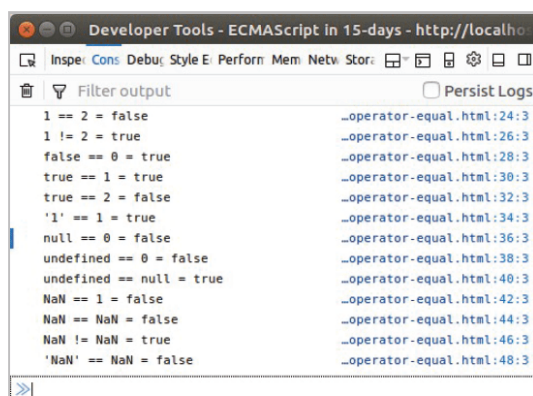 Developer Tools - ECMAScript in 15-days - http://localhos
Inspe Cons Debu Style E Perform Mem Netw Stora
Filter output Persist Logs
1 == 2 = false …operator-equal.html:24:3
1 != 2 = true …operator-equal.html:26:3
false == 0 = true …operator-equal.html:28:3
true == 1 = true …operator-equal.html:30:3
true == 2 = false …operator-equal.html:32:3
'1' == 1 = true …operator-equal.html:34:3
null == 0 = false …operator-equal.html:36:3
undefined == 0 = false …operator-equal.html:38:3
undefined == null = true …operator-equal.html:40:3
NaN == 1 = false …operator-equal.html:42:3
NaN == NaN = false …operator-equal.html:44:3
NaN != NaN = true …operator-equal.html:46:3
'NaN' == NaN = false …operator-equal.html:48:3